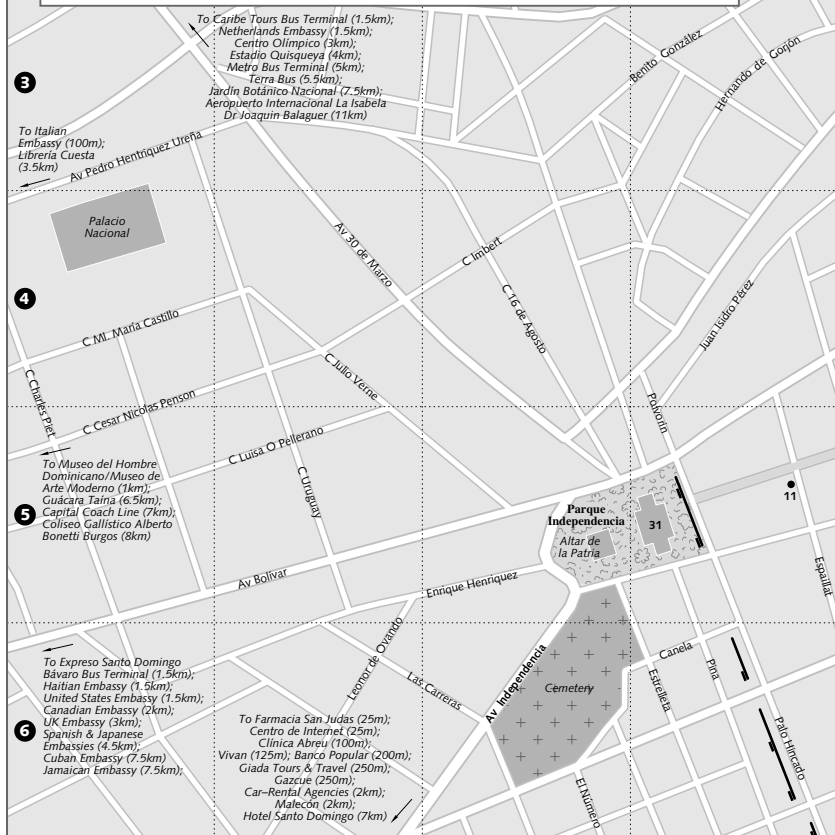 To Caribe Tours Bus Terminal (1.5km);
Netherlands Embassy (1.5km);
Centro Olímpico (3km);
Estadio Quisqueya (4km);
Metro Bus Terminal (5km);
Terra Bus (5.5km);
Jardín Botánico Nacional (7.5km);
Aeropuerto Internacional La Isabela
Dr Joaquin Balaguer (11km)
Benito González
Hernando de Gorjón
3
To Italian
Embassy (100m);
Librería Cuesta
(3.5km)
Av Pedro Hentríquez Ureña
Palacio
Nacional
Av 30 de Marzo
C Imbert
4
C 16 de Agosto
Juan Isidro Pérez
C Ml. María Castillo
C Julio Verne
C Charles Piet
C Cesar Nicolas Penson
Polvorín
C Luisa O Pellerano
To Museo del Hombre
Dominicano/Museo de
Arte Moderno (1km);
Guácara Taína (6.5km);
Capital Coach Line (7km);
Coliseo Gallístico Alberto
Bonetti Burgos (8km)
C Uruguay
11
5
Parque
Independencia
31
Altar de
la Patria
Av Bolívar
Enrique Henriquez
Espaillat
To Expreso Santo Domingo
Bávaro Bus Terminal (1.5km);
Haitian Embassy (1.5km);
United States Embassy (1.5km);
Canadian Embassy (2km);
UK Embassy (3km);
Spanish & Japanese
Embassies (4.5km);
Cuban Embassy (7.5km)
Jamaican Embassy (7.5km);
Leonor de Ovando
Las Carreras
Av Independencia
Cemetery
Canela
Estrelleta
Pina
Palo Hincado
6
To Farmacia San Judas (25m);
Centro de Internet (25m);
Clínica Abreu (100m);
Vivan (125m); Banco Popular (200m);
Giada Tours & Travel (250m);
Gazcue (250m);
Car–Rental Agencies (2km);
Malecón (2km);
Hotel Santo Domingo (7km)
El Número